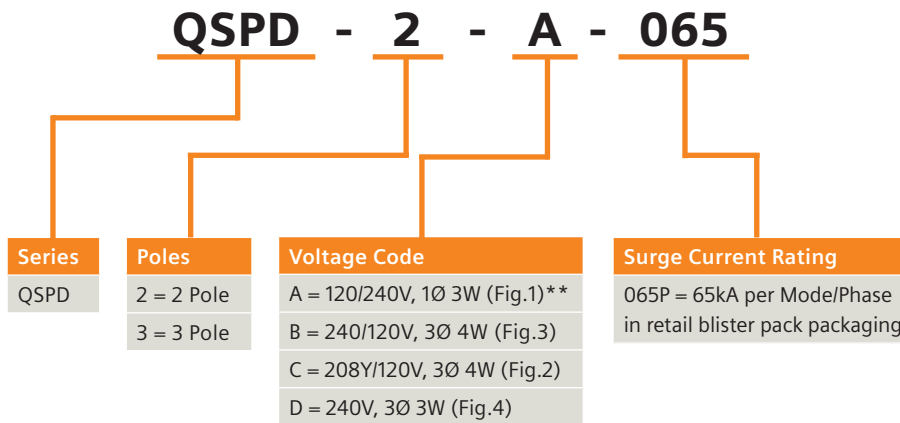 QSPD - 2 - A - 065
Series
QSPD
Poles
2 = 2 Pole
3 = 3 Pole
Voltage Code
A = 120/240V, 1Ø 3W (Fig.1)**
B = 240/120V, 3Ø 4W (Fig.3)
C = 208Y/120V, 3Ø 4W (Fig.2)
D = 240V, 3Ø 3W (Fig.4)
Surge Current Rating
065P = 65kA per Mode/Phase
in retail blister pack packaging